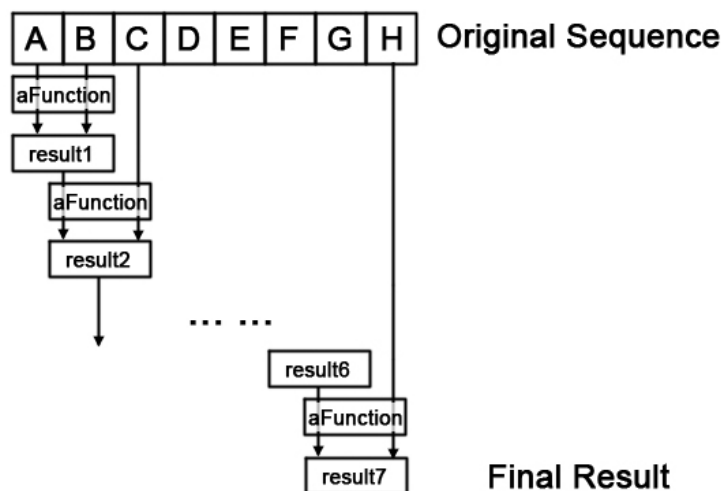 A B C D E F G H Original Sequence
aFunction
result1
aFunction
result2
... ...
result6
aFunction
result7 Final Result